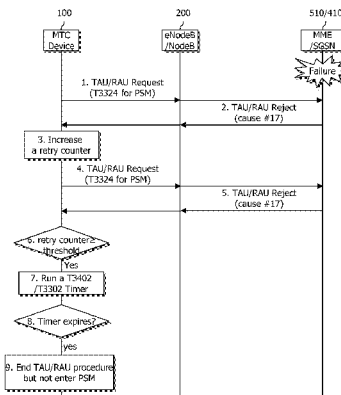 100
200
510/410
MTC
Device
eNodeB
/NodeB
MME
/SGSN
Failure
1. TAU/RAU Request
(T3324 for PSM)
2. TAU/RAU Reject
(cause #17)
3. Increase
a retry counter
4. TAU/RAU Request
(T3324 for PSM)
5. TAU/RAU Reject
(cause #17)
6. retry counter≥
threshold
Yes
7. Run a T3402
/T3302 Timer
8. Timer expires?
yes
9. End TAU/RAU procedure
but not enter PSM